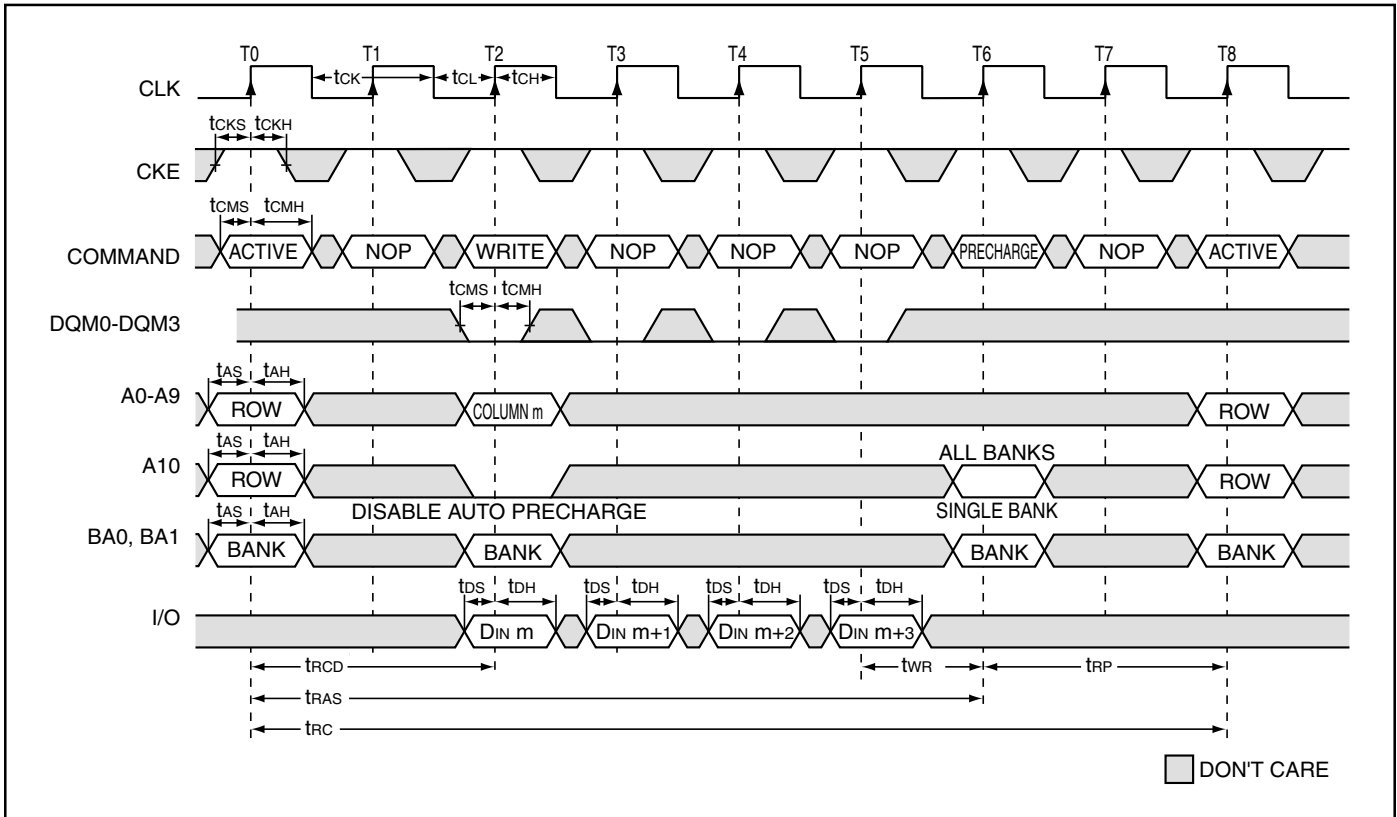 T0 T1 T2 T3 T4 T5 T6 T7 T8
CLK tCK tCL tCH
tCKS tCKH
CKE
tCMS tCMH
COMMAND ACTIVE NOP WRITE NOP NOP NOP PRECHARGE NOP ACTIVE
tCMS tCMH
DQM0-DQM3
tAS tAH
A0-A9 ROW COLUMN m ROW
tAS tAH ALL BANKS
A10 ROW ROW
tAS tAH DISABLE AUTO PRECHARGE SINGLE BANK
BA0, BA1 BANK BANK BANK BANK
tDS tDH tDS tDH tDS tDH tDS tDH
I/O DIN m DIN m+1 DIN m+2 DIN m+3
tRCD tWR tRP
tRAS
tRC
DON'T CARE